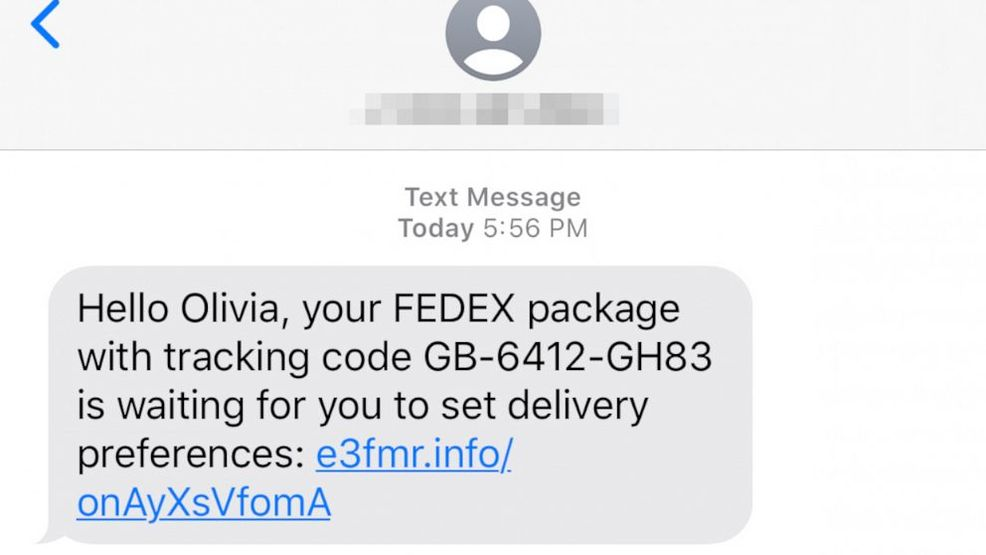 Text Message
Today 5:56 PM
Hello Olivia, your FEDEX package
with tracking code GB-6412-GH83
is waiting for you to set delivery
preferences: e3fmr.info/
onAyXsVfomA